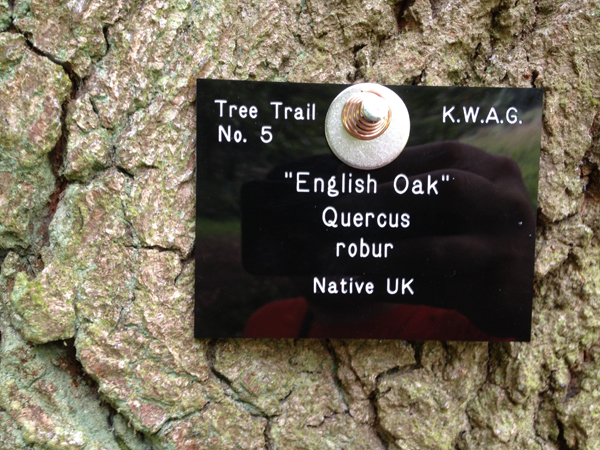 Tree Trail K.W.A.G.
No. 5
"English Oak"
Quercus
robur
Native UK